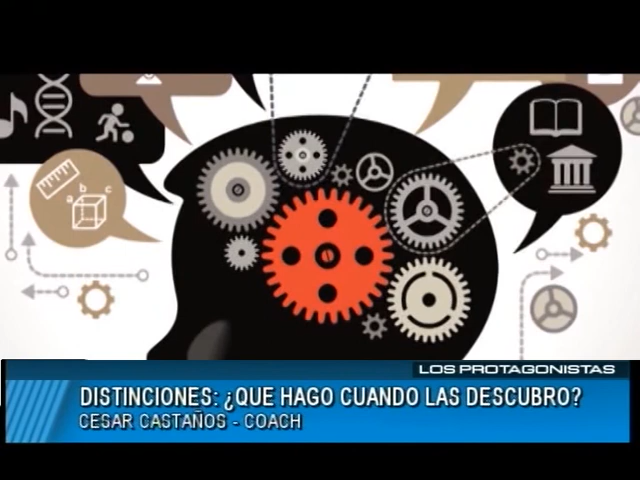 a b c
LOS PROTAGONISTAS
DISTINCIONES: ¿QUE HAGO CUANDO LAS DESCUBRO?
CESAR CASTAÑOS - COACH